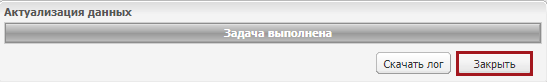 Актуализация данных
Задача выполнена
Скачать лог Закрыть